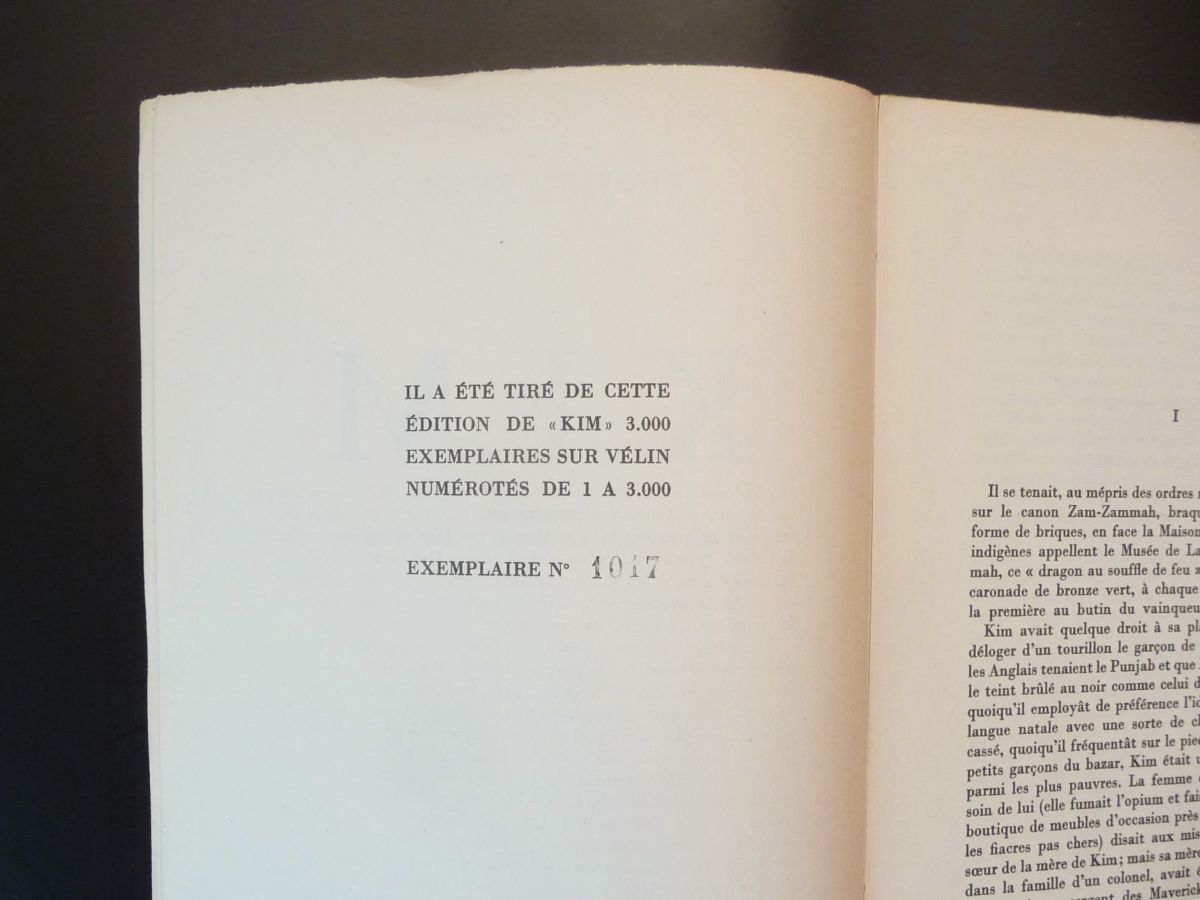 IL A ÉTÉ TIRÉ DE CETTE
ÉDITION DE «KIM» 3.000
EXEMPLAIRES SUR VÉLIN
NUMÉROTÉS DE 1 A 3.000
EXEMPLAIRE N° 1017
I
Il se tenait, au mépris des ordres
sur le canon Zam-Zammah,
forme de briques, en face la Maison
indigènes appellent le Musée de
mah, ce « dragon au souffle de feu »
caronade de bronze vert, à chaque
la première au butin du
Kim avait quelque droit à sa
déloger d'un tourillon le garçon de
les Anglais tenaient le Punjab et que
le teint brûlé au noir comme celui
quoiqu'il employât de préférence
langue natale avec une sorte de
cassé, quoiqu'il fréquentât sur le
petits garçons du bazar, Kim était
parmi les plus pauvres. La femme
soin de lui (elle fumait l'opium et
boutique de meubles d'occasion près
les fiacres pas chers) disait aux
sœur de la mère de Kim; mais sa mère
dans la famille d'un colonel, avait
des